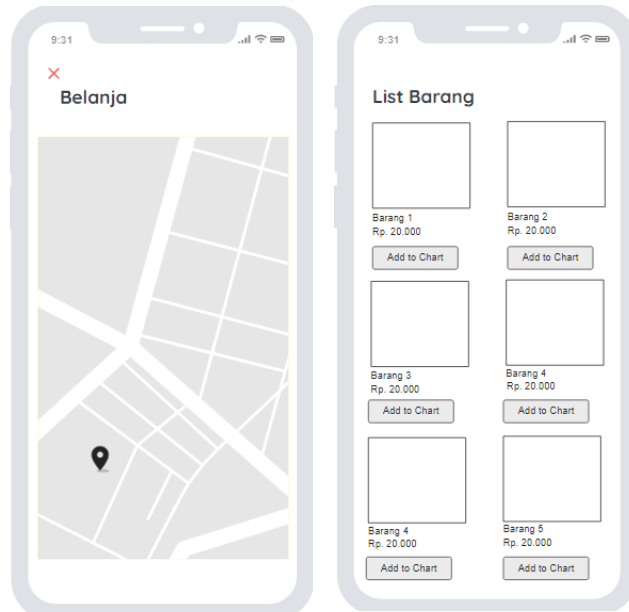 9:31
Belanja
9:31
List Barang
Barang 1
Rp. 20.000
Add to Chart
Barang 2
Rp. 20.000
Add to Chart
Barang 3
Rp. 20.000
Add to Chart
Barang 4
Rp. 20.000
Add to Chart
Barang 4
Rp. 20.000
Add to Chart
Barang 5
Rp. 20.000
Add to Chart